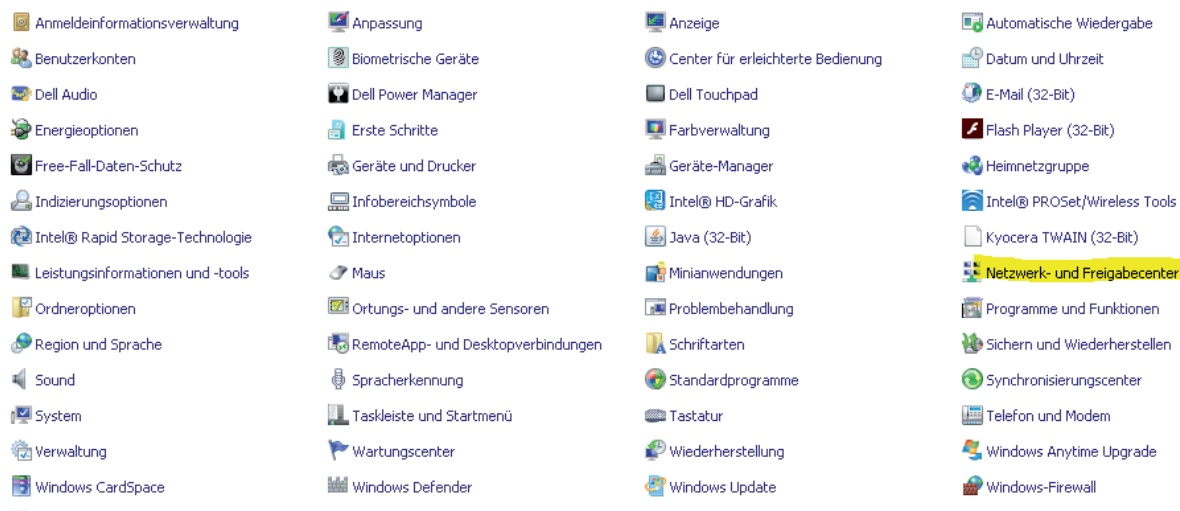 Anmeldeinformationsverwaltung Anpassung Anzeige Automatische Wiedergabe
Benutzerkonten Biometrische Geräte Center für erleichterte Bedienung Datum und Uhrzeit
Dell Audio Dell Power Manager Dell Touchpad E-Mail (32-Bit)
Energieoptionen Erste Schritte Farbverwaltung Flash Player (32-Bit)
Free-Fall-Daten-Schutz Geräte und Drucker Geräte-Manager Heimnetzgruppe
Indizierungsoptionen Infobereichsymbole Intel® HD-Grafik Intel® PROSet/Wireless Tools
Intel® Rapid Storage-Technologie Internetoptionen Java (32-Bit) Kyocera TWAIN (32-Bit)
Leistungsinformationen und -tools Maus Minianwendungen Netzwerk- und Freigabecenter
Ordneroptionen Ortungs- und andere Sensoren Problembehandlung Programme und Funktionen
Region und Sprache RemoteApp- und Desktopverbindungen Schriftarten Sichern und Wiederherstellen
Sound Spracherkennung Standardprogramme Synchronisierungscenter
System Taskleiste und Startmenü Tastatur Telefon und Modem
Verwaltung Wartungscenter Wiederherstellung Windows Anytime Upgrade
Windows CardSpace Windows Defender Windows Update Windows-Firewall